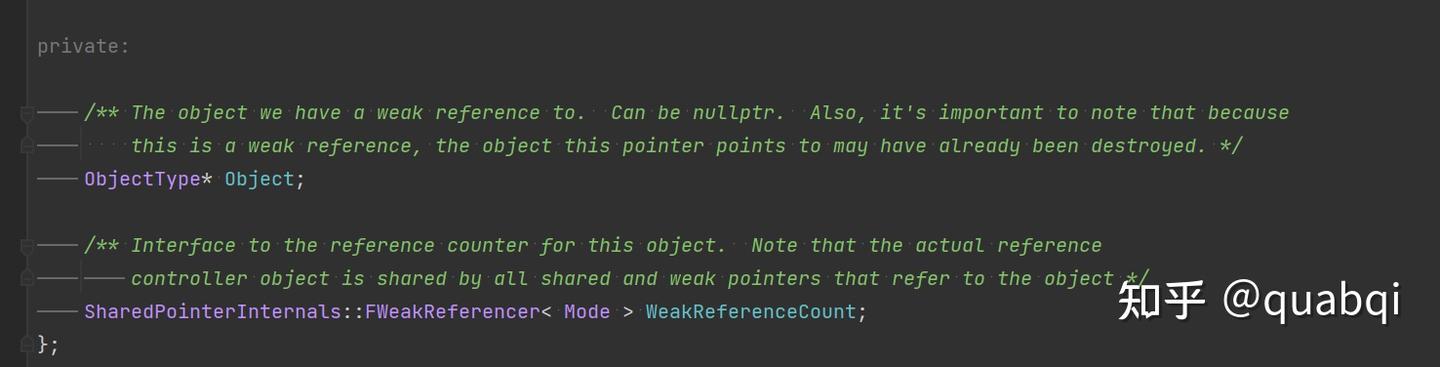 private:
/** The object we have a weak reference to.  Can be nullptr.  Also, it's important to note that because
this is a weak reference, the object this pointer points to may have already been destroyed. */
ObjectType* Object;
/** Interface to the reference counter for this object.  Note that the actual reference
controller object is shared by all shared and weak pointers that refer to the object */
SharedPointerInternals::FWeakReferencer< Mode > WeakReferenceCount;
};
知乎 @quabqi